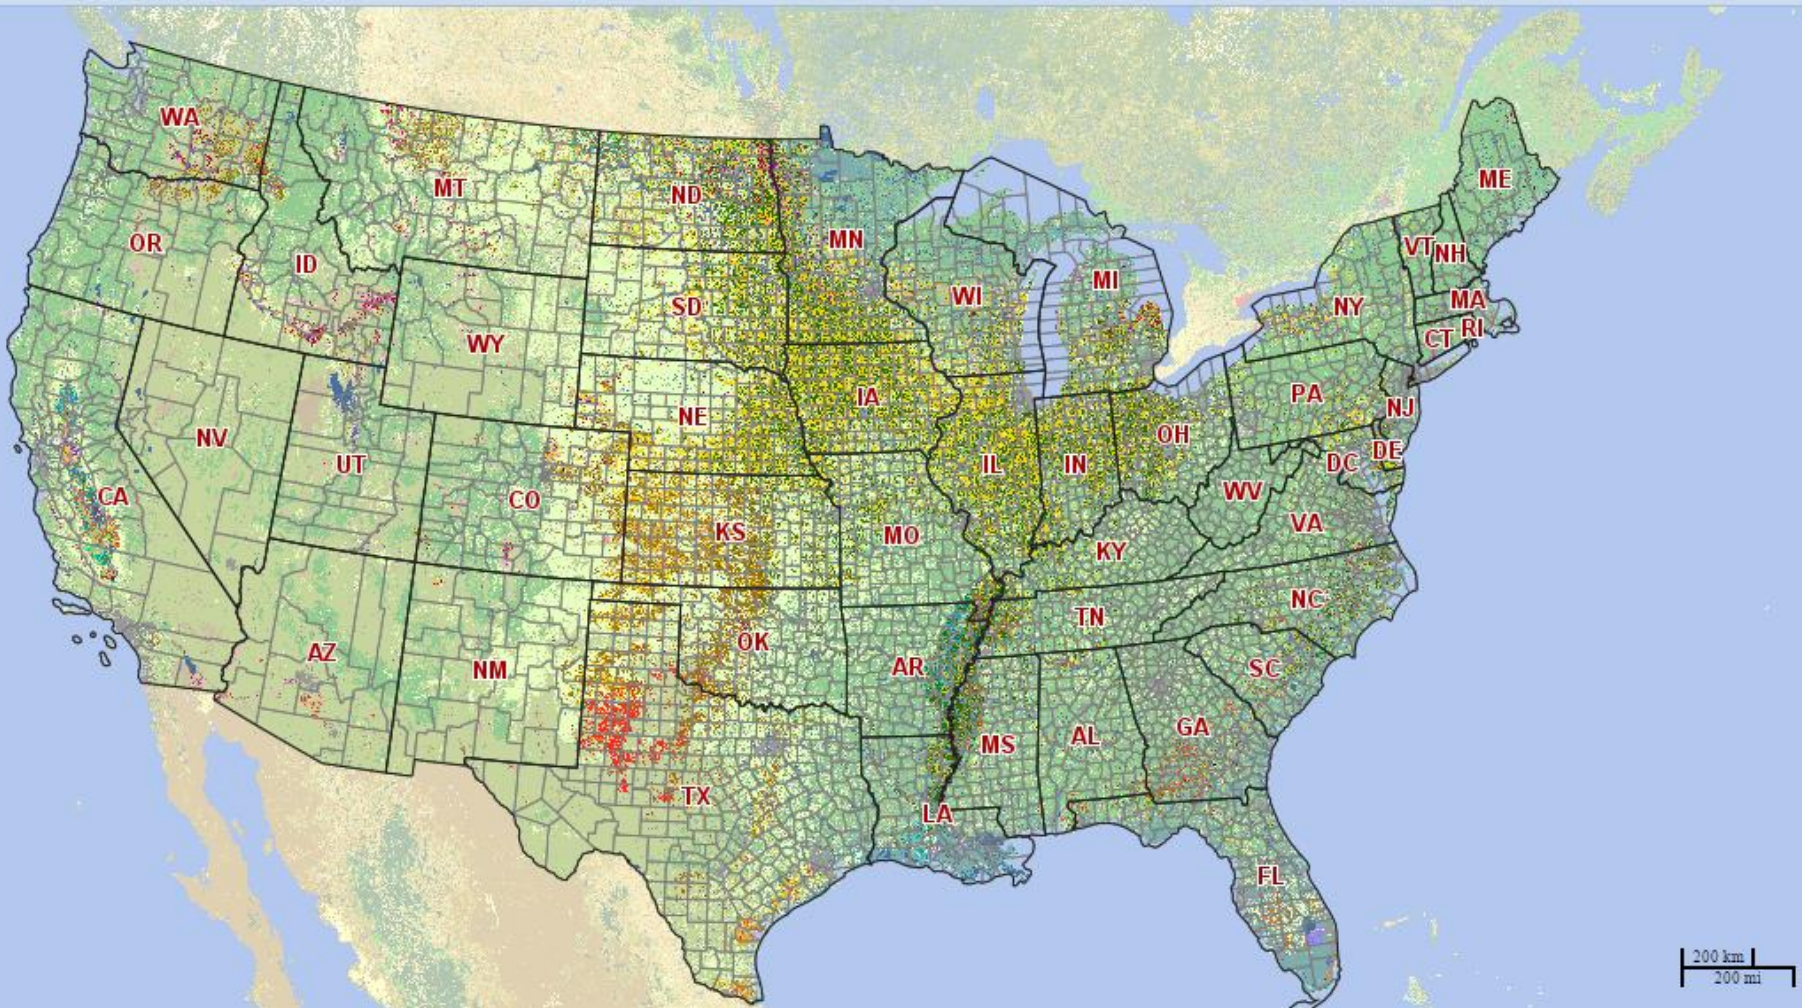 WA
MT
ND
MN
ME
OR
ID
SD
WI
MI
VT
NH
NY
MA
RI
CT
WY
NE
IA
PA
NJ
OH
NV
UT
CO
IL
IN
DC
DE
WV
VA
CA
KS
MO
KY
NC
AZ
NM
OK
AR
TN
SC
TX
MS
AL
GA
LA
FL
200 km
200 mi